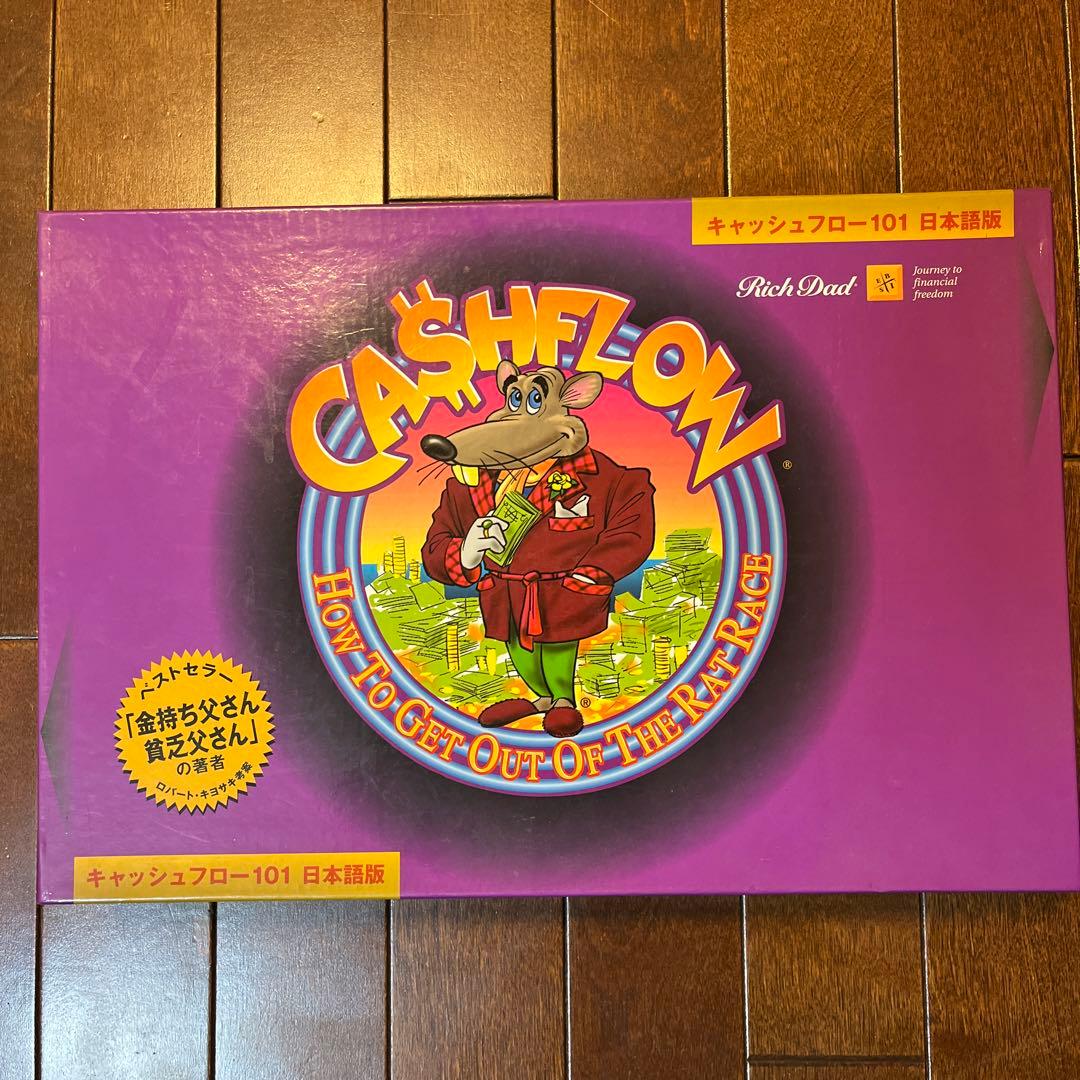 キャッシュフロー101 日本語版
Rich Dad®
E B
S I
Journey to
financial
freedom
CA$HFLOW
®
HOW TO GET OUT OF THE RAT RACE
®
ベストセラー
「金持ち父さん
貧乏父さん」
の著者
ロバート・キヨサキ考案
キャッシュフロー101 日本語版